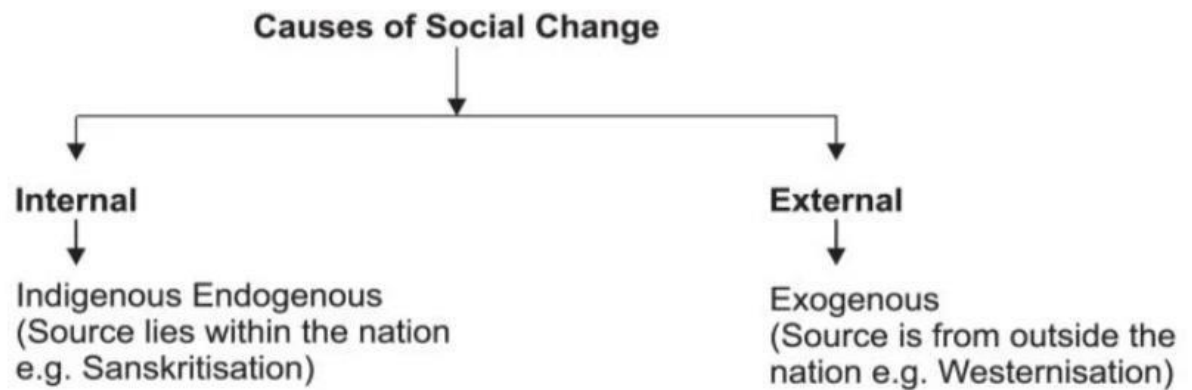 Causes of Social Change
Internal
Indigenous Endogenous
(Source lies within the nation
e.g. Sanskritisation)
External
Exogenous
(Source is from outside the
nation e.g. Westernisation)